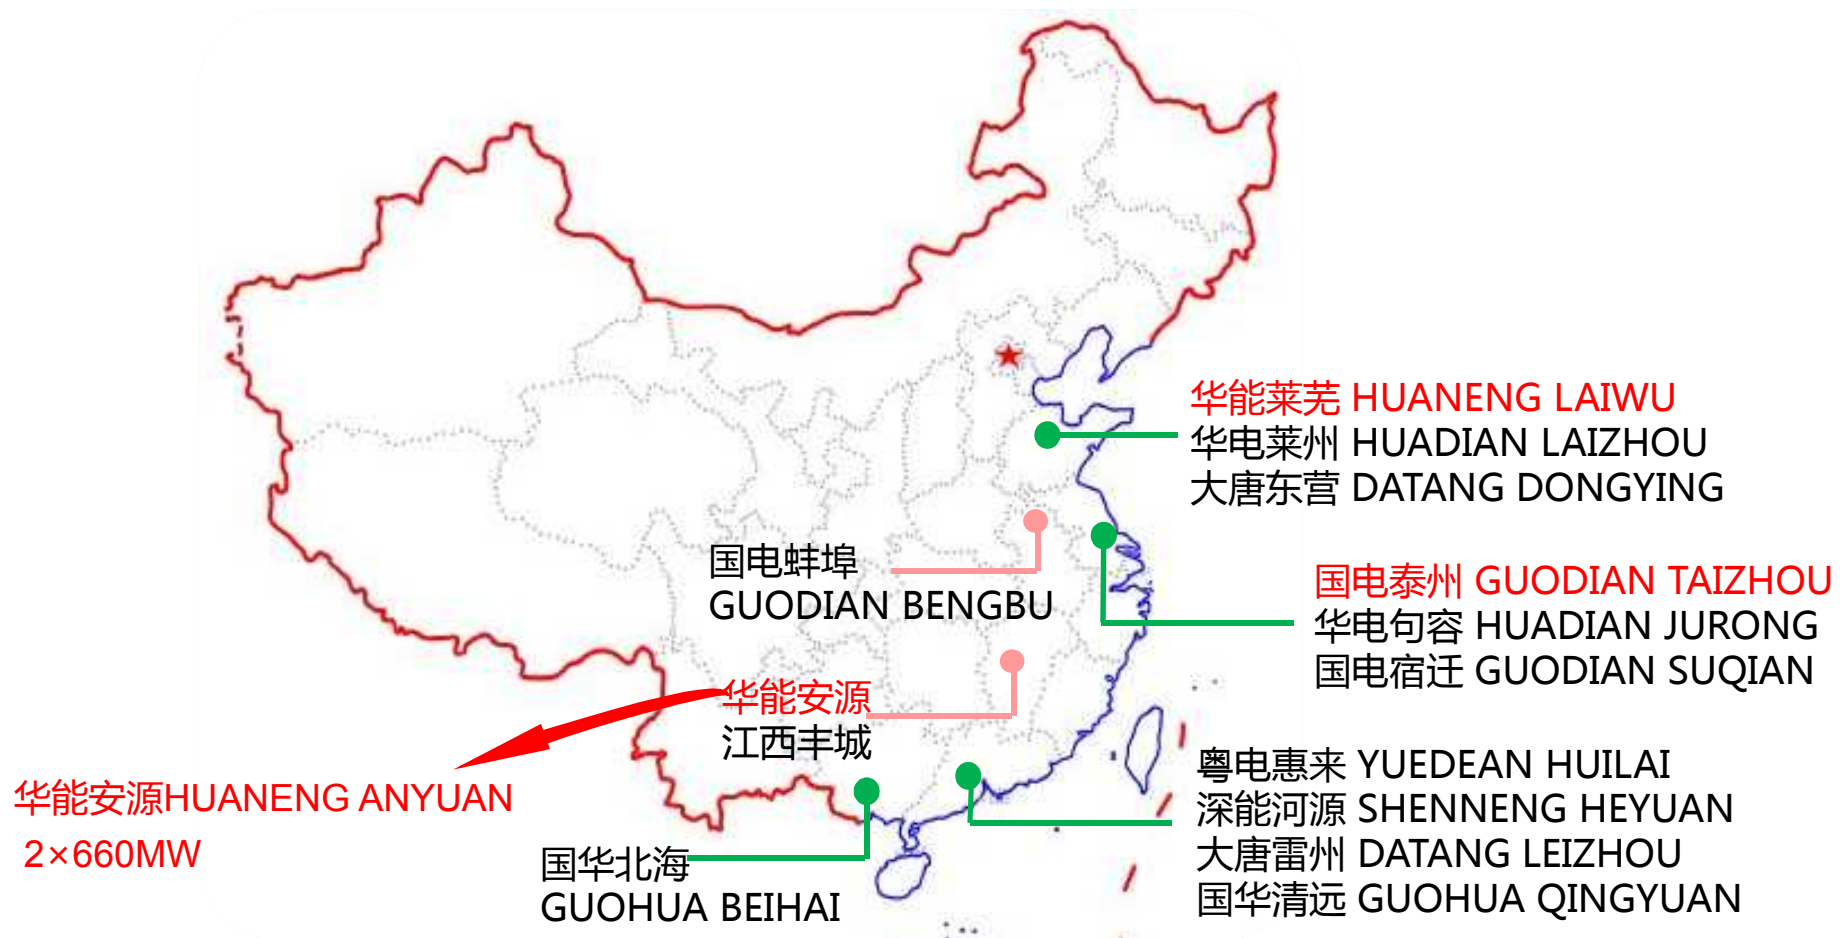 华能莱芜 HUANENG LAIWU
华电莱州 HUADIAN LAIZHOU
大唐东营 DATANG DONGYING
国电蚌埠
GUODIAN BENGBU
国电泰州 GUODIAN TAIZHOU
华电句容 HUADIAN JURONG
国电宿迁 GUODIAN SUQIAN
华能安源
江西丰城
华能安源HUANENG ANYUAN
2×660MW
粤电惠来 YUEDEAN HUILAI
深能河源 SHENNENG HEYUAN
大唐雷州 DATANG LEIZHOU
国华清远 GUOHUA QINGYUAN
国华北海
GUOHUA BEIHAI